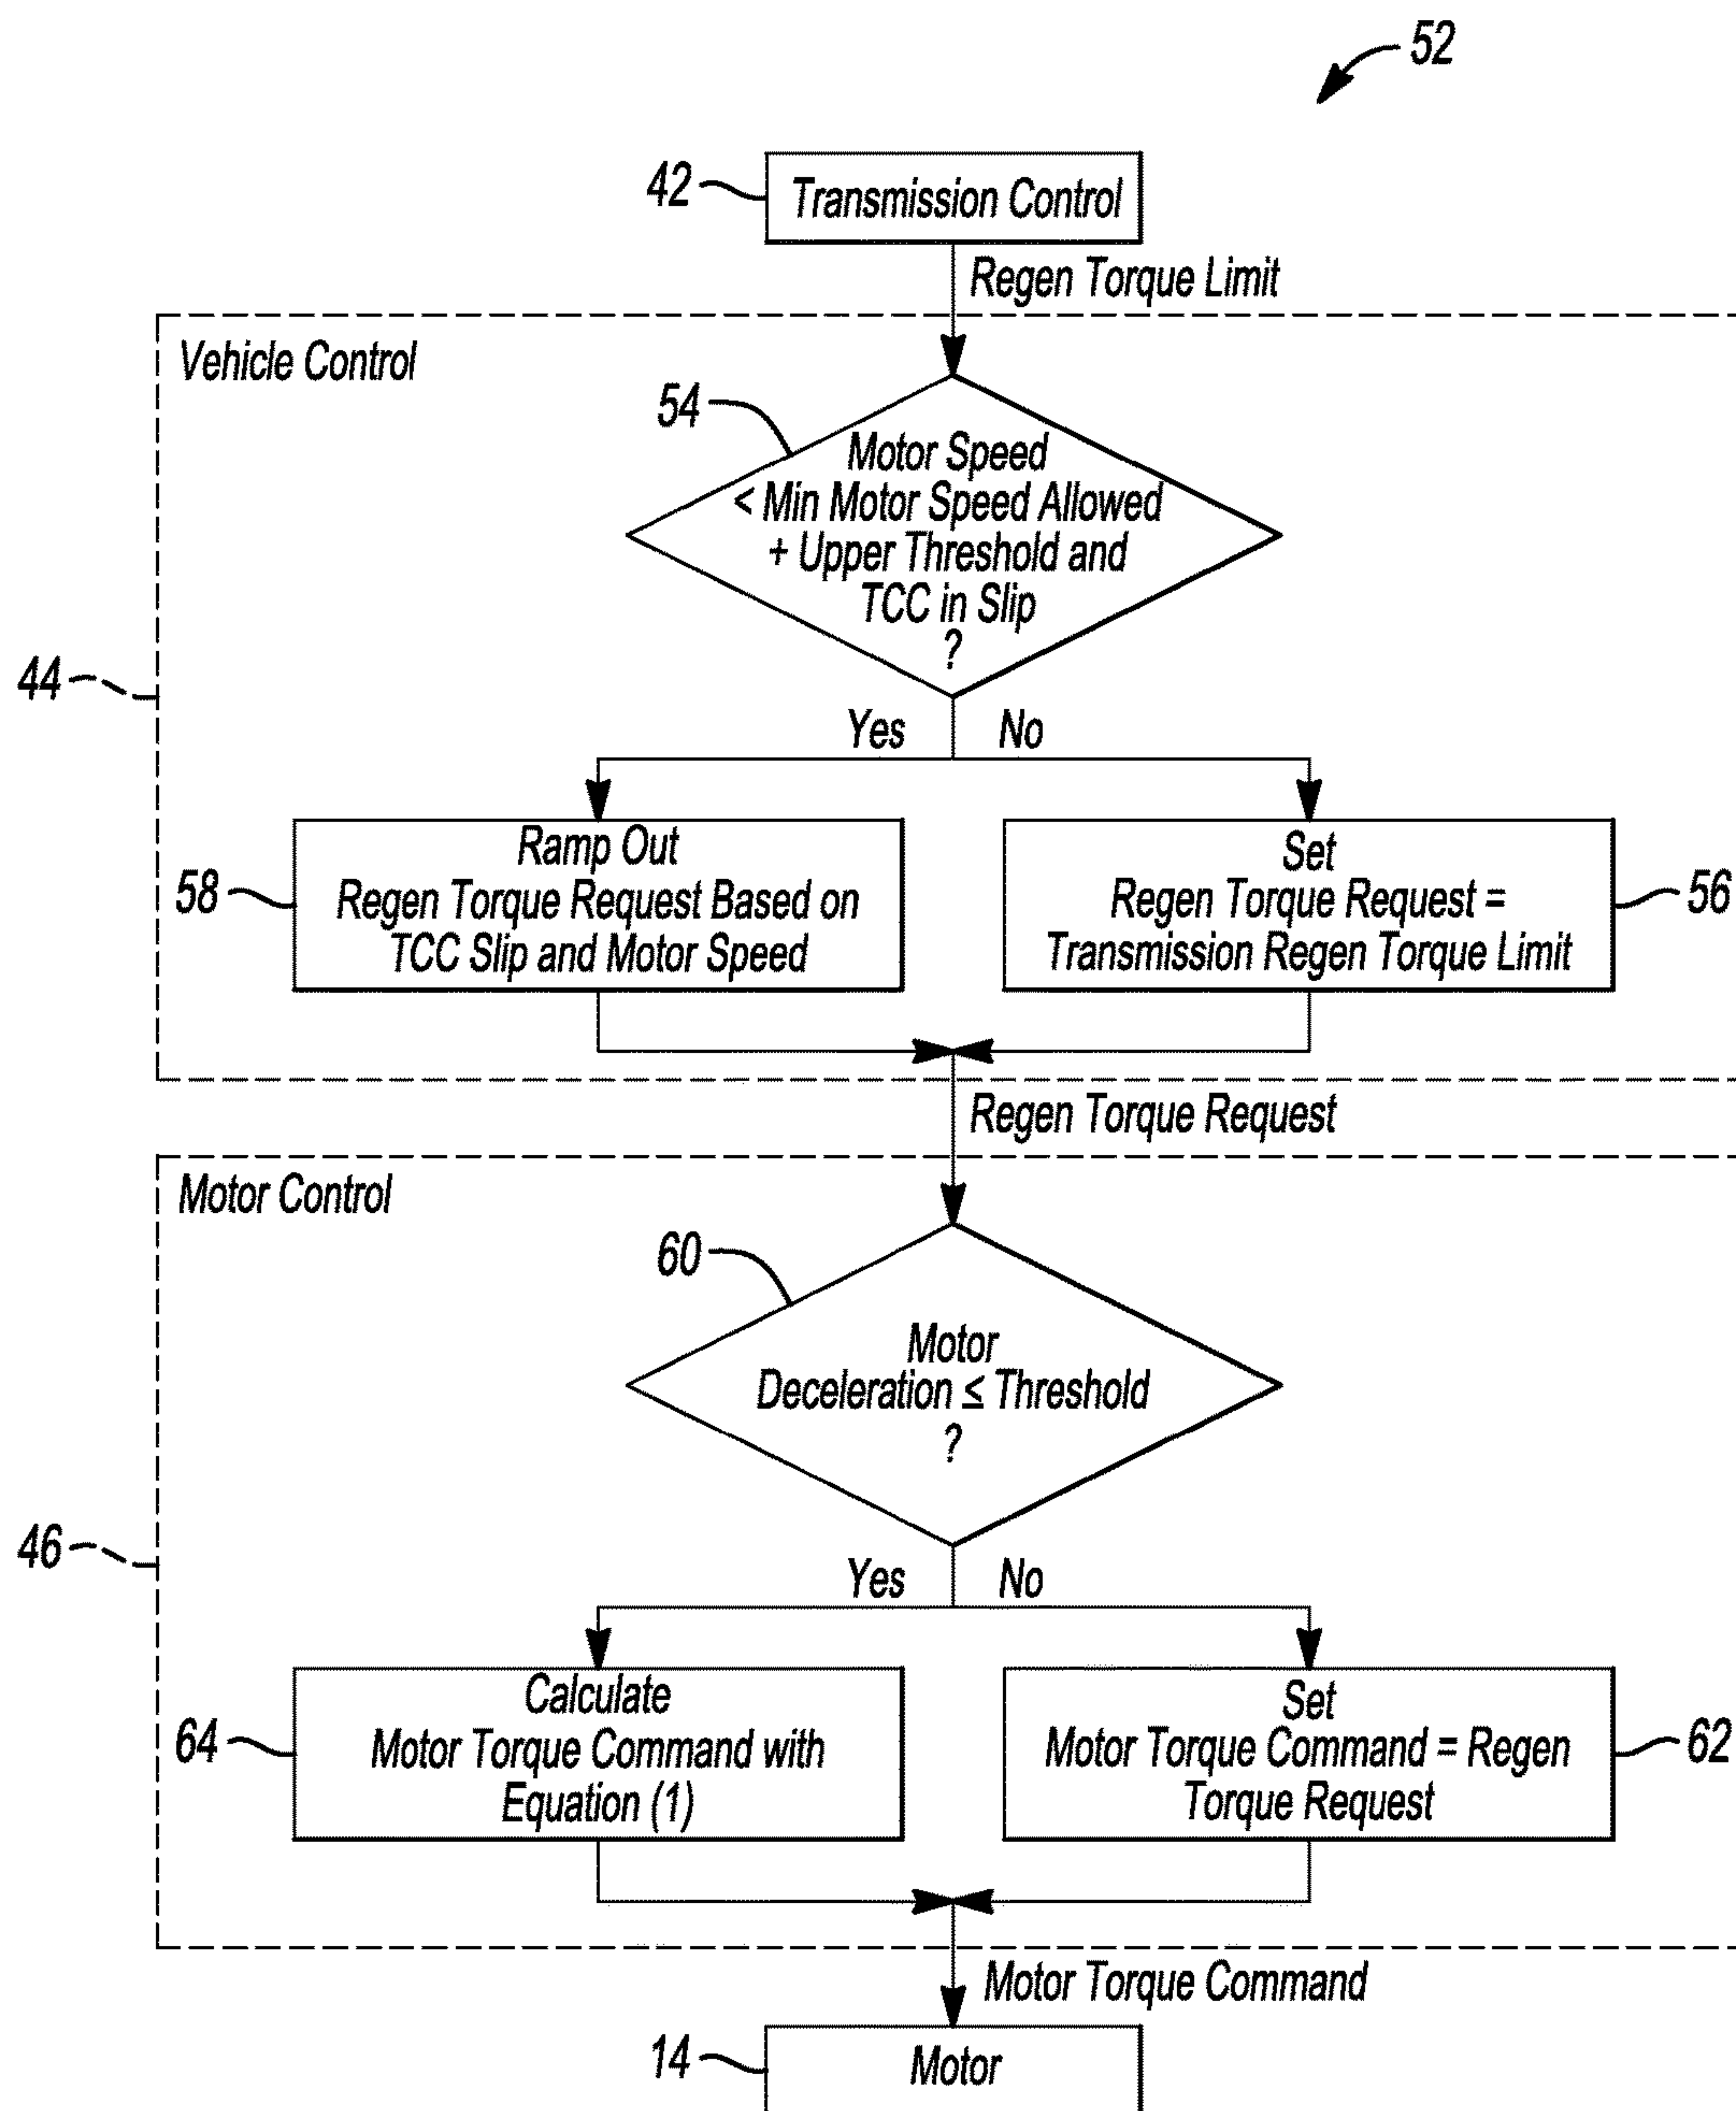 52
42
Transmission Control
Regen Torque Limit
Vehicle Control
54
Motor Speed
< Min Motor Speed Allowed
+ Upper Threshold and
TCC in Slip
?
44
Yes
No
58
Ramp Out
Regen Torque Request Based on
TCC Slip and Motor Speed
Set
Regen Torque Request =
Transmission Regen Torque Limit
56
Regen Torque Request
Motor Control
60
Motor
Deceleration ≤ Threshold
?
46
Yes
No
64
Calculate
Motor Torque Command with
Equation (1)
Set
Motor Torque Command = Regen
Torque Request
62
Motor Torque Command
14
Motor